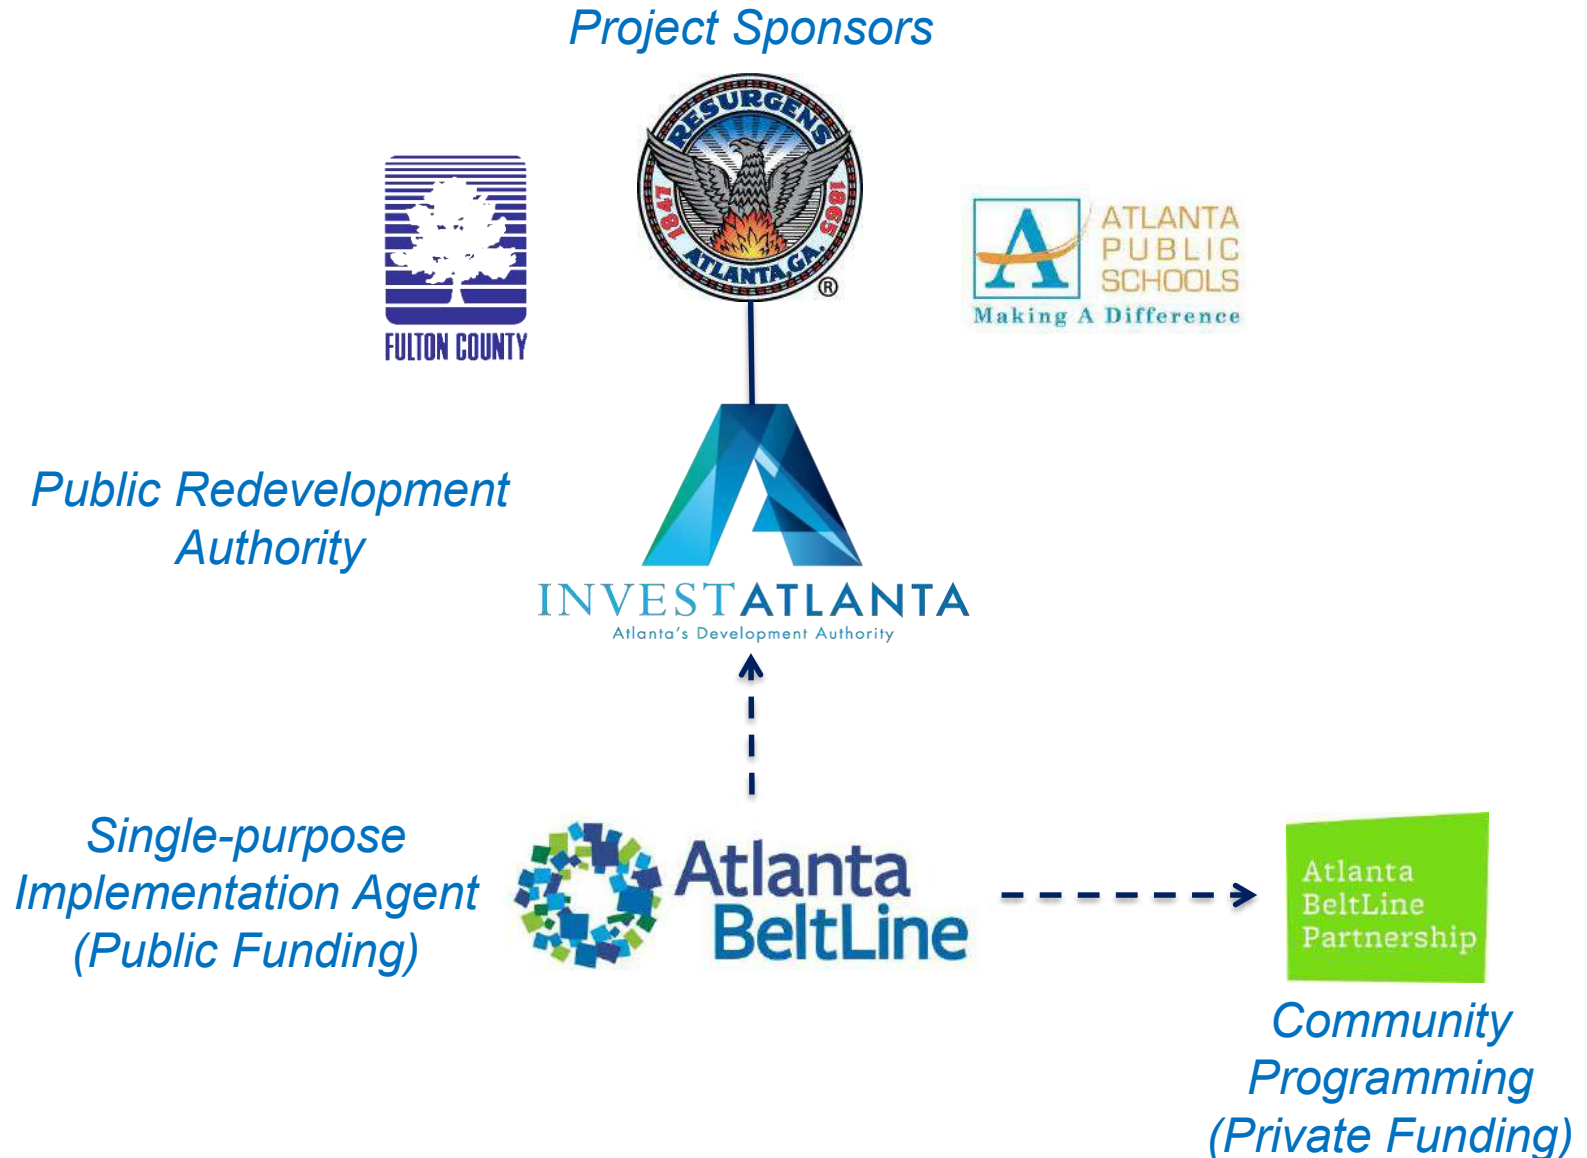 Project Sponsors
RESURGENS
1847
1865
ATLANTA, GA.
®
FULTON COUNTY
ATLANTA
PUBLIC
SCHOOLS
Making A Difference
Public Redevelopment
Authority
INVESTATLANTA
Atlanta's Development Authority
Single-purpose
Implementation Agent
(Public Funding)
Atlanta
BeltLine
Atlanta
BeltLine
Partnership
Community
Programming
(Private Funding)